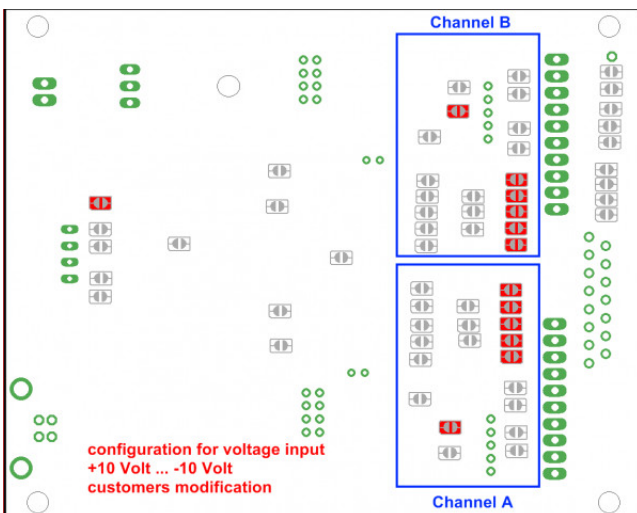 Channel B
configuration for voltage input
+10 Volt ... -10 Volt
customers modification
Channel A